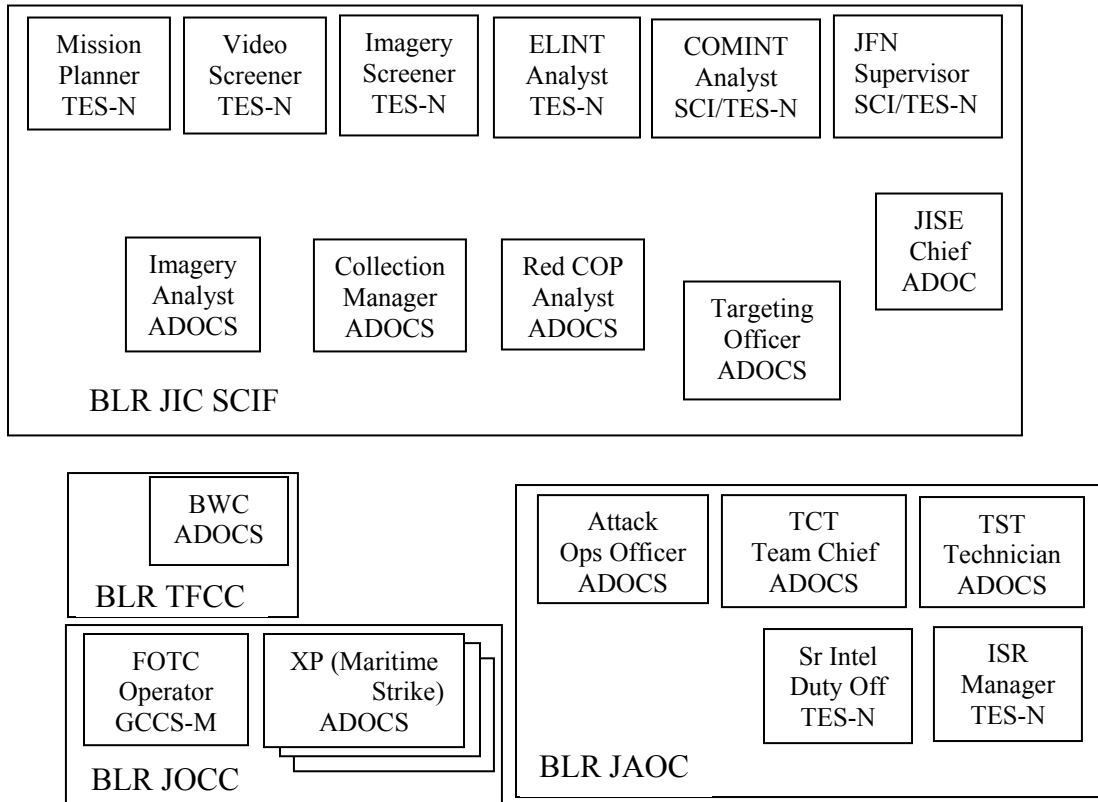 Mission
Planner
TES-N
Video
Screener
TES-N
Imagery
Screener
TES-N
ELINT
Analyst
TES-N
COMINT
Analyst
SCI/TES-N
JFN
Supervisor
SCI/TES-N
JISE
Chief
ADOC
Imagery
Analyst
ADOCS
Collection
Manager
ADOCS
Red COP
Analyst
ADOCS
Targeting
Officer
ADOCS
BLR JIC SCIF
BWC
ADOCS
BLR TFCC
FOTC
Operator
GCCS-M
XP (Maritime
Strike)
ADOCS
BLR JOCC
Attack
Ops Officer
ADOCS
TCT
Team Chief
ADOCS
TST
Technician
ADOCS
Sr Intel
Duty Off
TES-N
ISR
Manager
TES-N
BLR JAOC